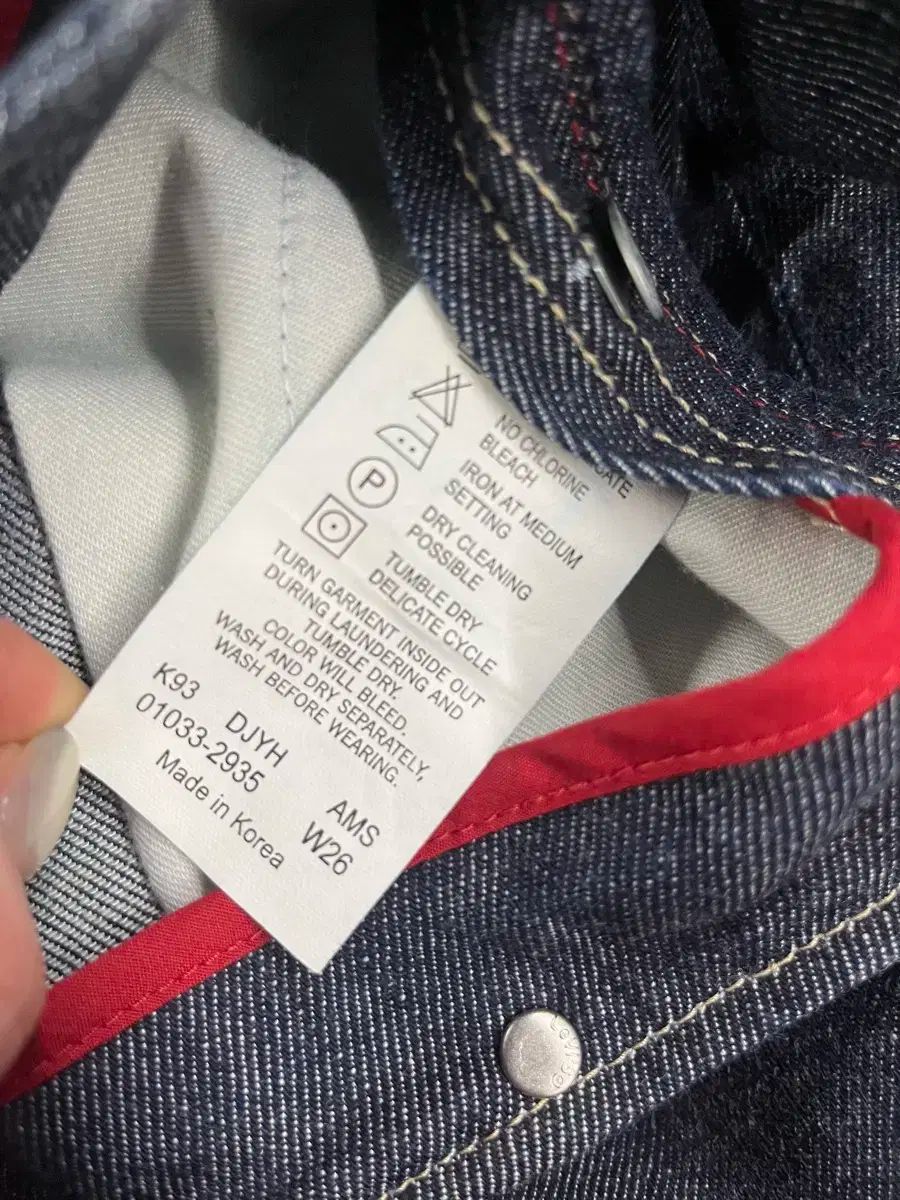 NO CHLORINE
BLEACH
IRON AT MEDIUM
SETTING
P
DRY CLEANING
POSSIBLE
TUMBLE DRY
DELICATE CYCLE
TURN GARMENT INSIDE OUT
DURING LAUNDERING AND
TUMBLE DRY.
COLOR WILL BLEED.
WASH AND DRY SEPARATELY,
WASH BEFORE WEARING.
K93 DJYH AMS
01033-2935 W26
Made in Korea